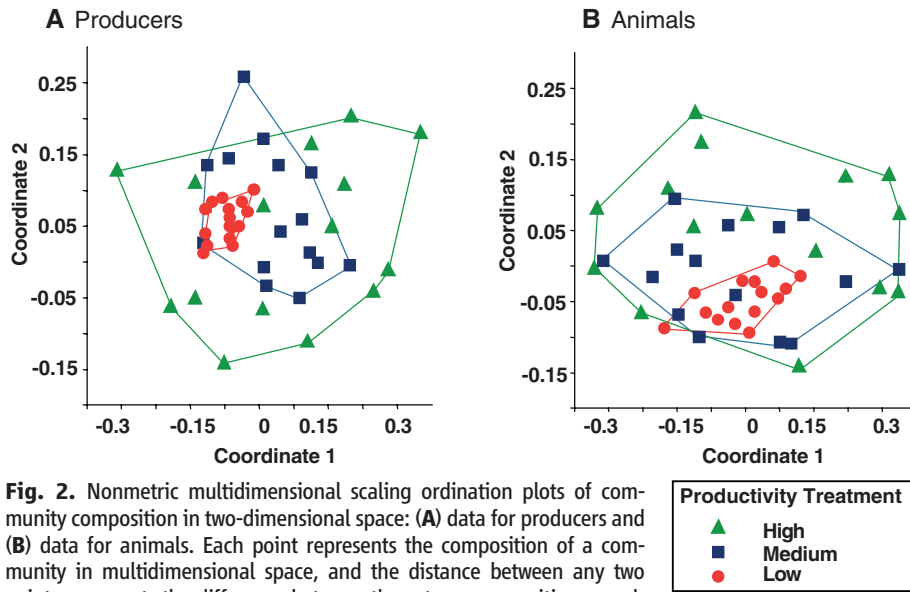 A Producers
B Animals
Coordinate 2
0.25
0.15
0.05
-0.05
-0.15
-0.3
-0.15
0
0.15
0.3
Coordinate 1
Coordinate 2
0.25
0.15
0.05
-0.05
-0.15
-0.3
-0.15
0
0.15
0.3
Coordinate 1
Fig. 2. Nonmetric multidimensional scaling ordination plots of com-
munity composition in two-dimensional space: (A) data for producers and
(B) data for animals. Each point represents the composition of a com-
munity in multidimensional space, and the distance between any two
Productivity Treatment
High
Medium
Low